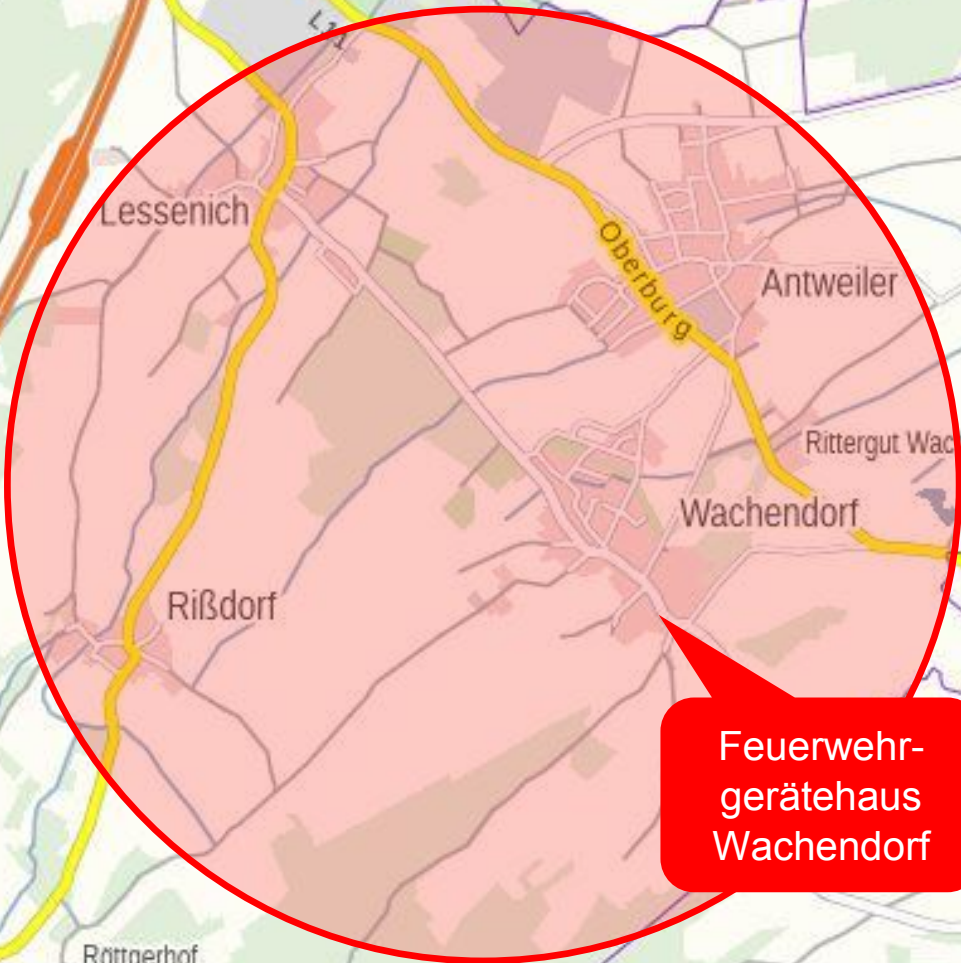 L11
Lessenich
Oberburg
Antweiler
Rittergut Wac
Wachendorf
Rißdorf
Feuerwehr-
gerätehaus
Wachendorf
Röttgerhof